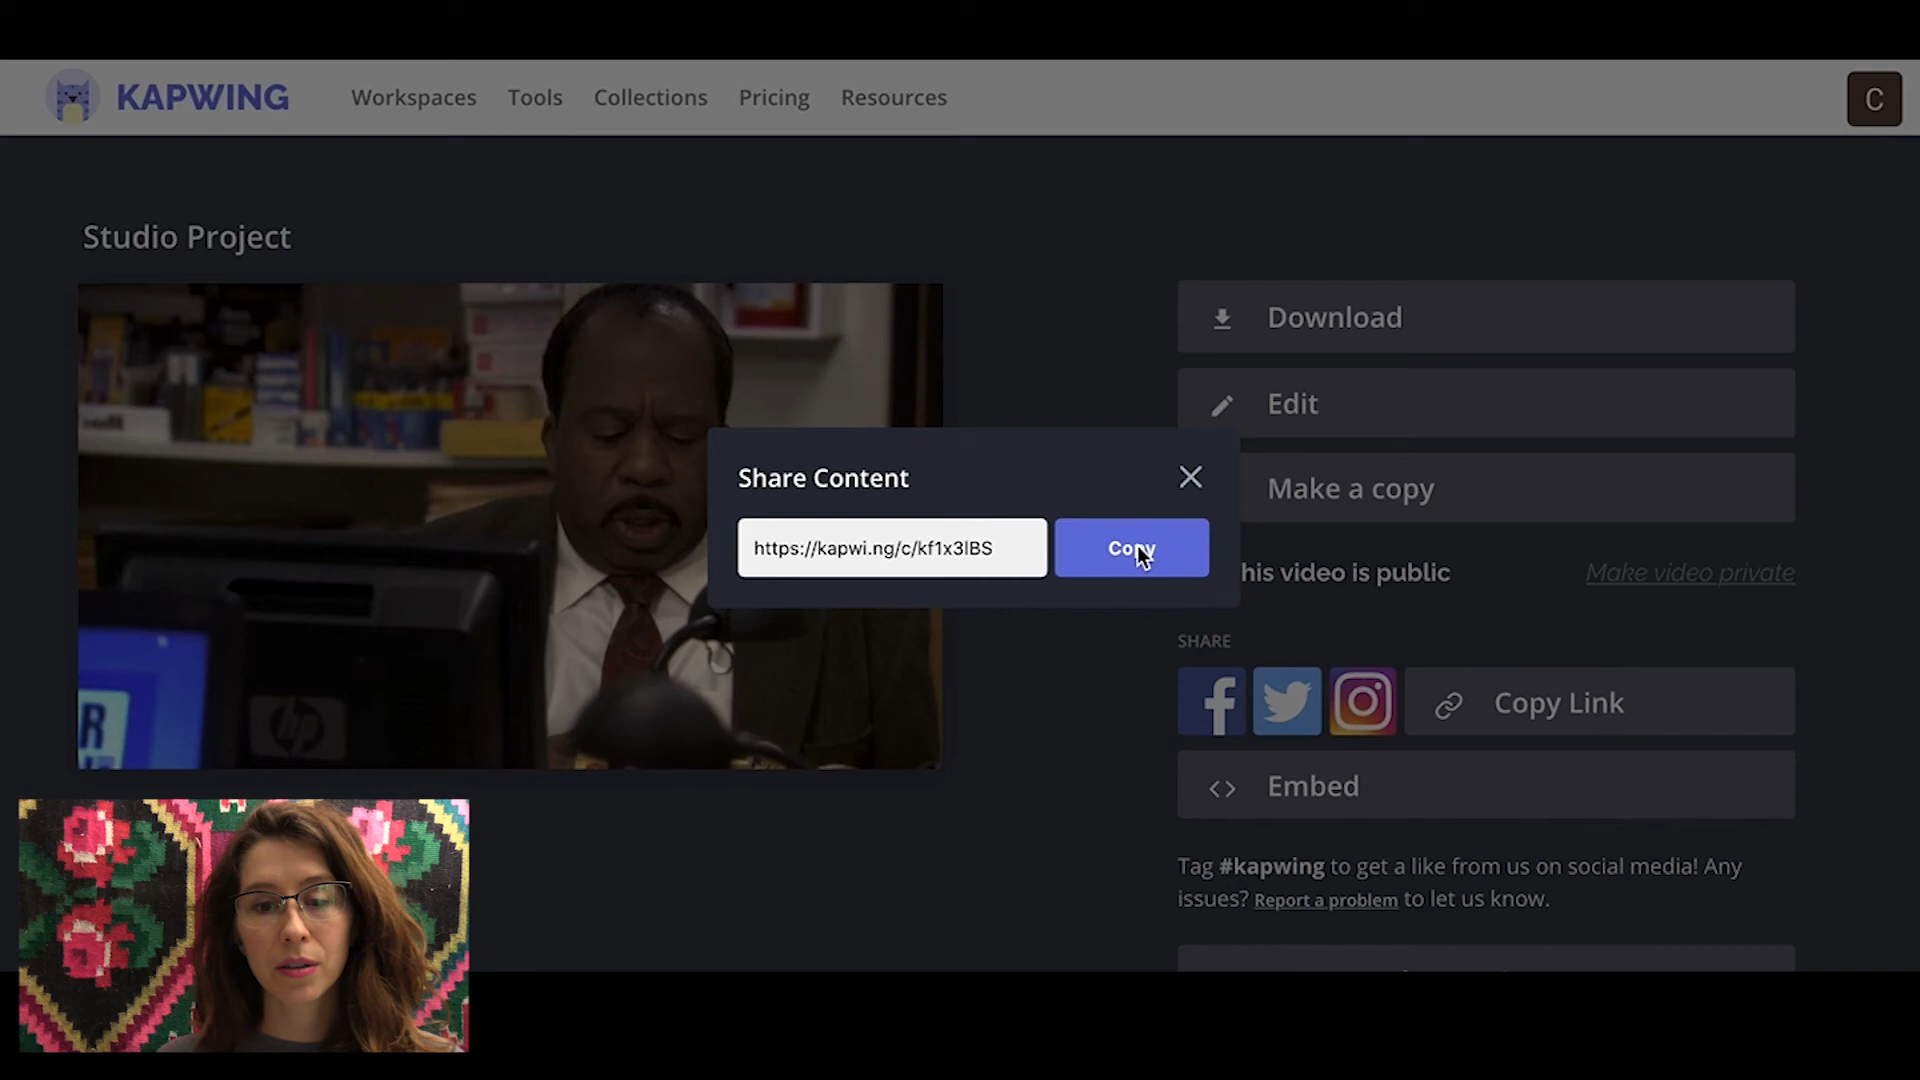 KAPWING
Workspaces
Tools
Collections
Pricing
Resources
C
Studio Project
Download
Edit
Make a copy
Share Content
https://kapwi.ng/c/kf1x3lBS
Copy
his video is public
Make video private
SHARE
Copy Link
Embed
Tag #kapwing to get a like from us on social media! Any
issues? Report a problem to let us know.
hp
R